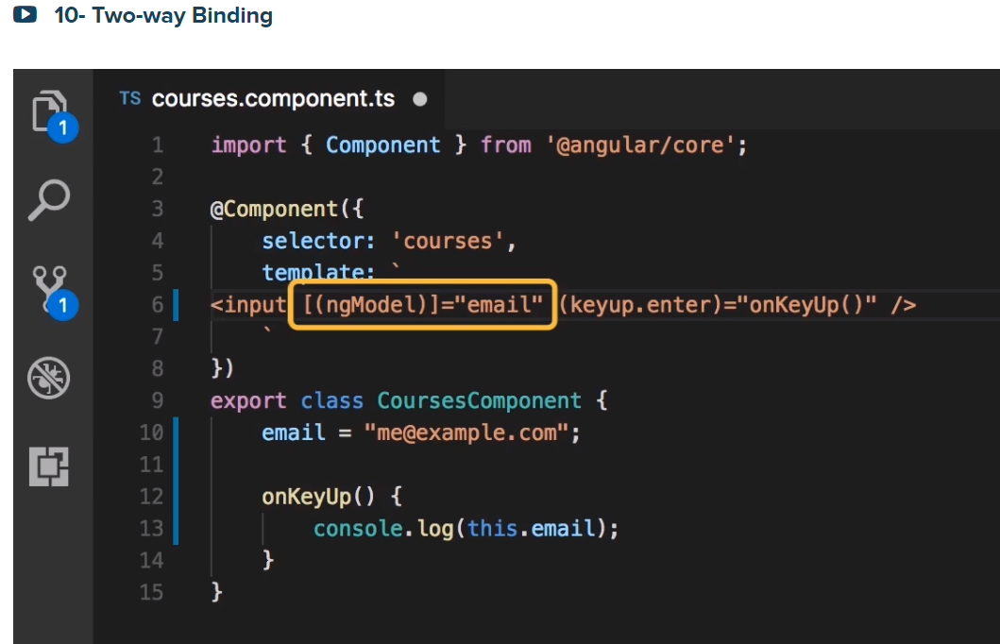 10- Two-way Binding
TS courses.component.ts
1
1
1 import { Component } from '@angular/core';
2
3 @Component({
4 selector: 'courses',
5 template: `
6 <input [(ngModel)]="email" (keyup.enter)="onKeyUp()" />
7 `
8 })
9 export class CoursesComponent {
10 email = "me@example.com";
11
12 onKeyUp() {
13 console.log(this.email);
14 }
15 }